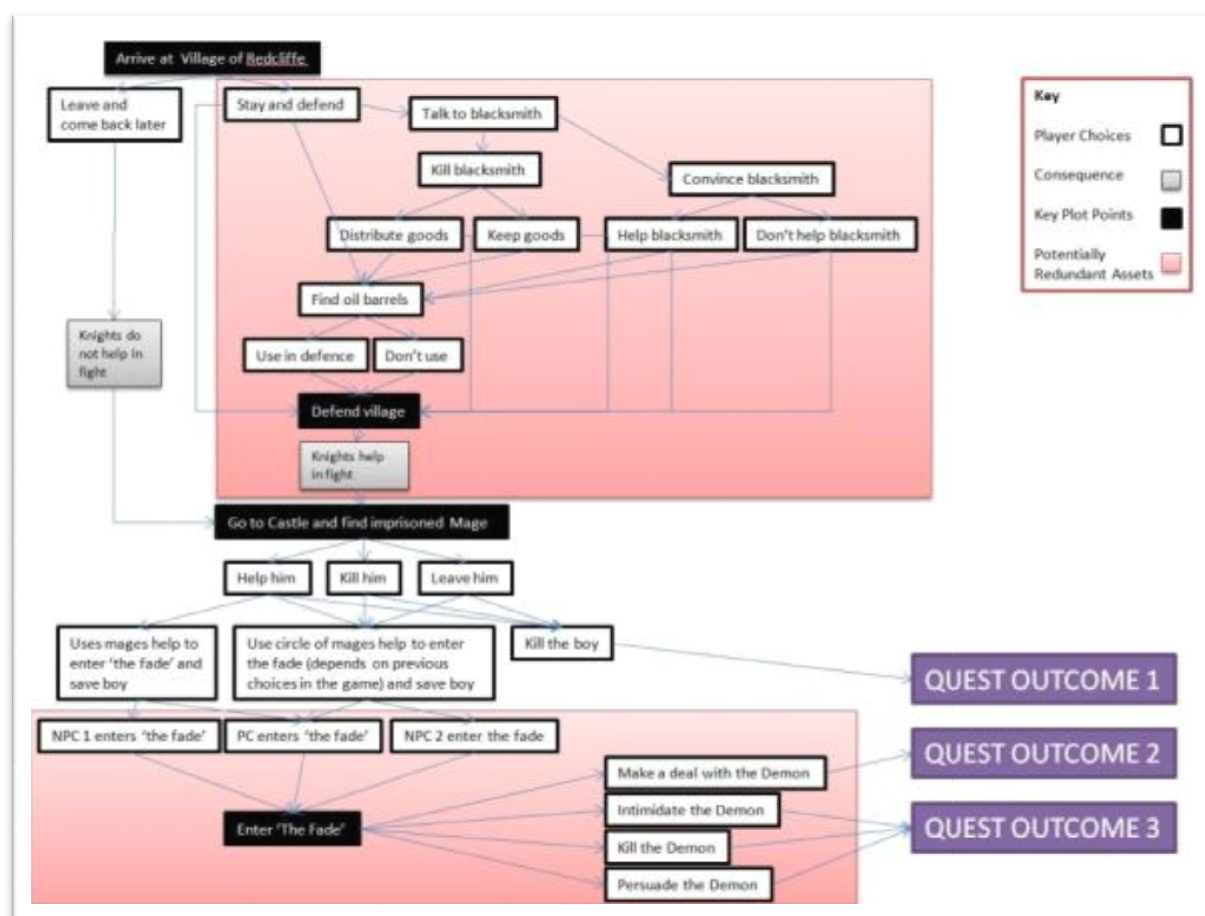 Arrive at Village of Redcliffe
Leave and
come back later
Stay and defend
Talk to blacksmith
Kill blacksmith
Convince blacksmith
Distribute goods
Keep goods
Help blacksmith
Don't help blacksmith
Find oil barrels
Knights do
not help in
fight
Use in defence
Don't use
Defend village
Knights help
in fight
Go to Castle and find imprisoned Mage
Help him
Kill him
Leave him
Uses mages help to
enter 'the fade' and
save boy
Use circle of mages help to enter
the fade (depends on previous
choices in the game) and save boy
Kill the boy
NPC 1 enters 'the fade'
PC enters 'the fade'
NPC 2 enter the fade
Enter 'The Fade'
Make a deal with the Demon
Intimidate the Demon
Kill the Demon
Persuade the Demon
QUEST OUTCOME 1
QUEST OUTCOME 2
QUEST OUTCOME 3
Key
Player Choices
Consequence
Key Plot Points
Potentially
Redundant Assets